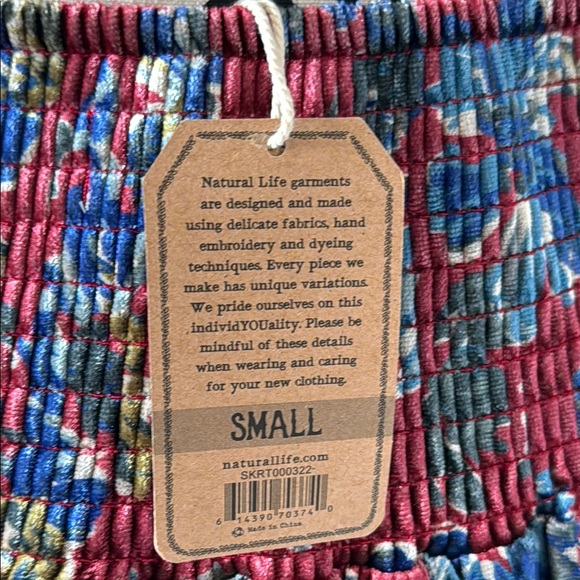 Natural Life garments
are designed and made
using delicate fabrics, hand
embroidery and dyeing
techniques. Every piece we
make has unique variations.
We pride ourselves on this
individYOUality. Please be
mindful of these details
when wearing and caring
for your new clothing.
SMALL
naturallife.com
SKRT000322-
6 14390 70374 0
Made in China